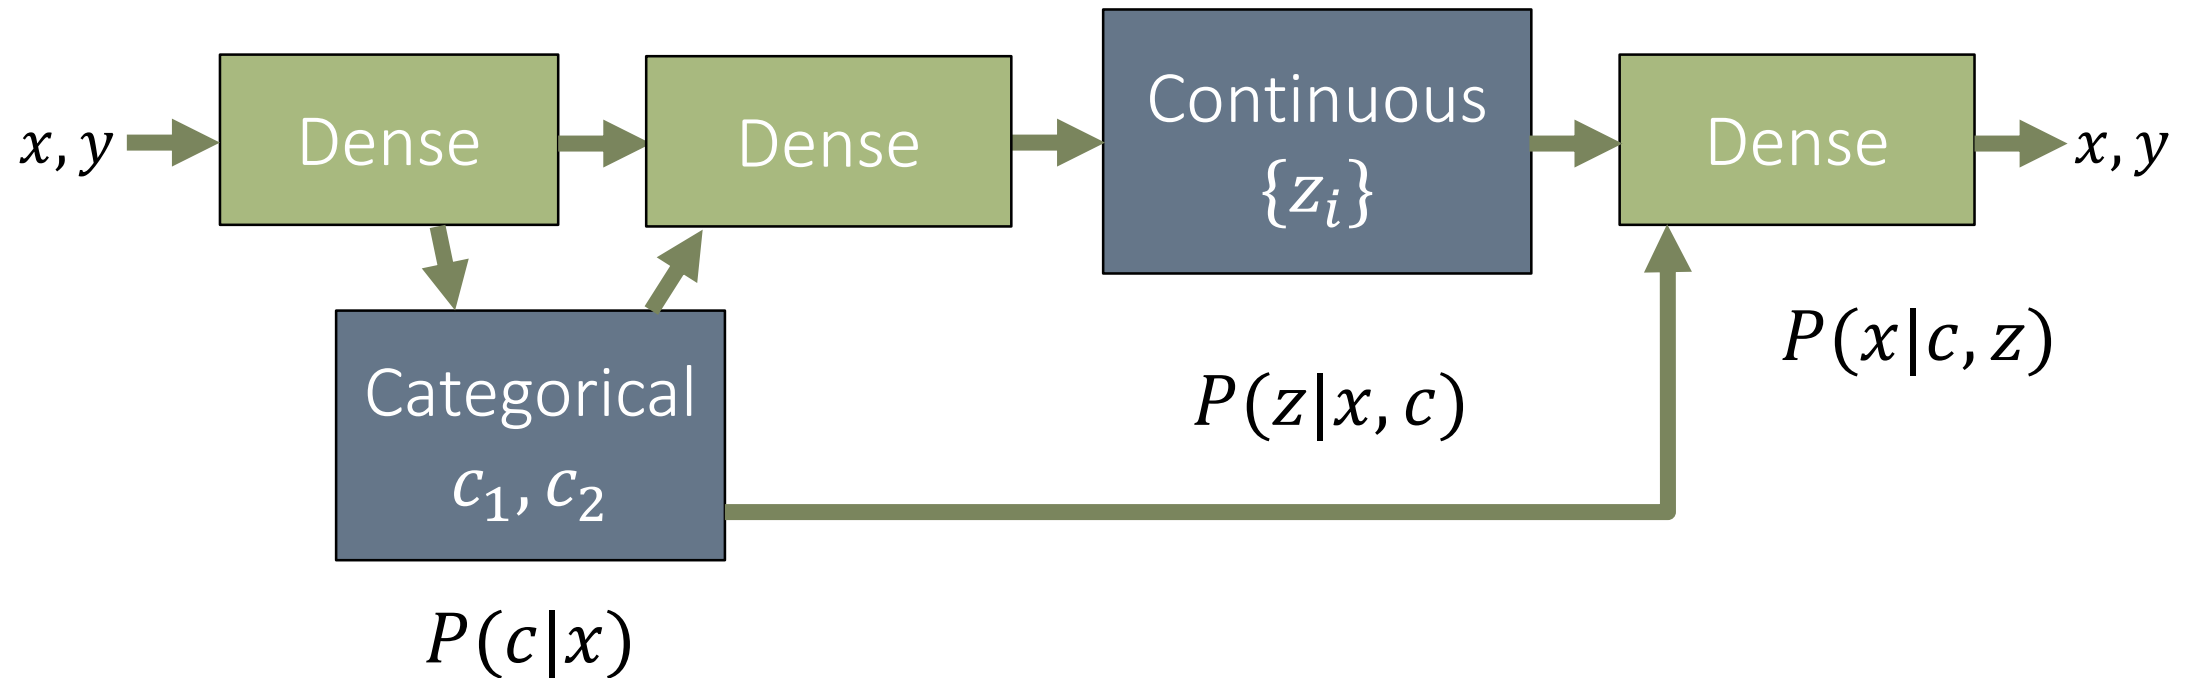 x, y
Dense
Dense
Continuous
{z_i}
Dense
x, y
Categorical
c_1, c_2
P(z|x, c)
P(x|c, z)
P(c|x)